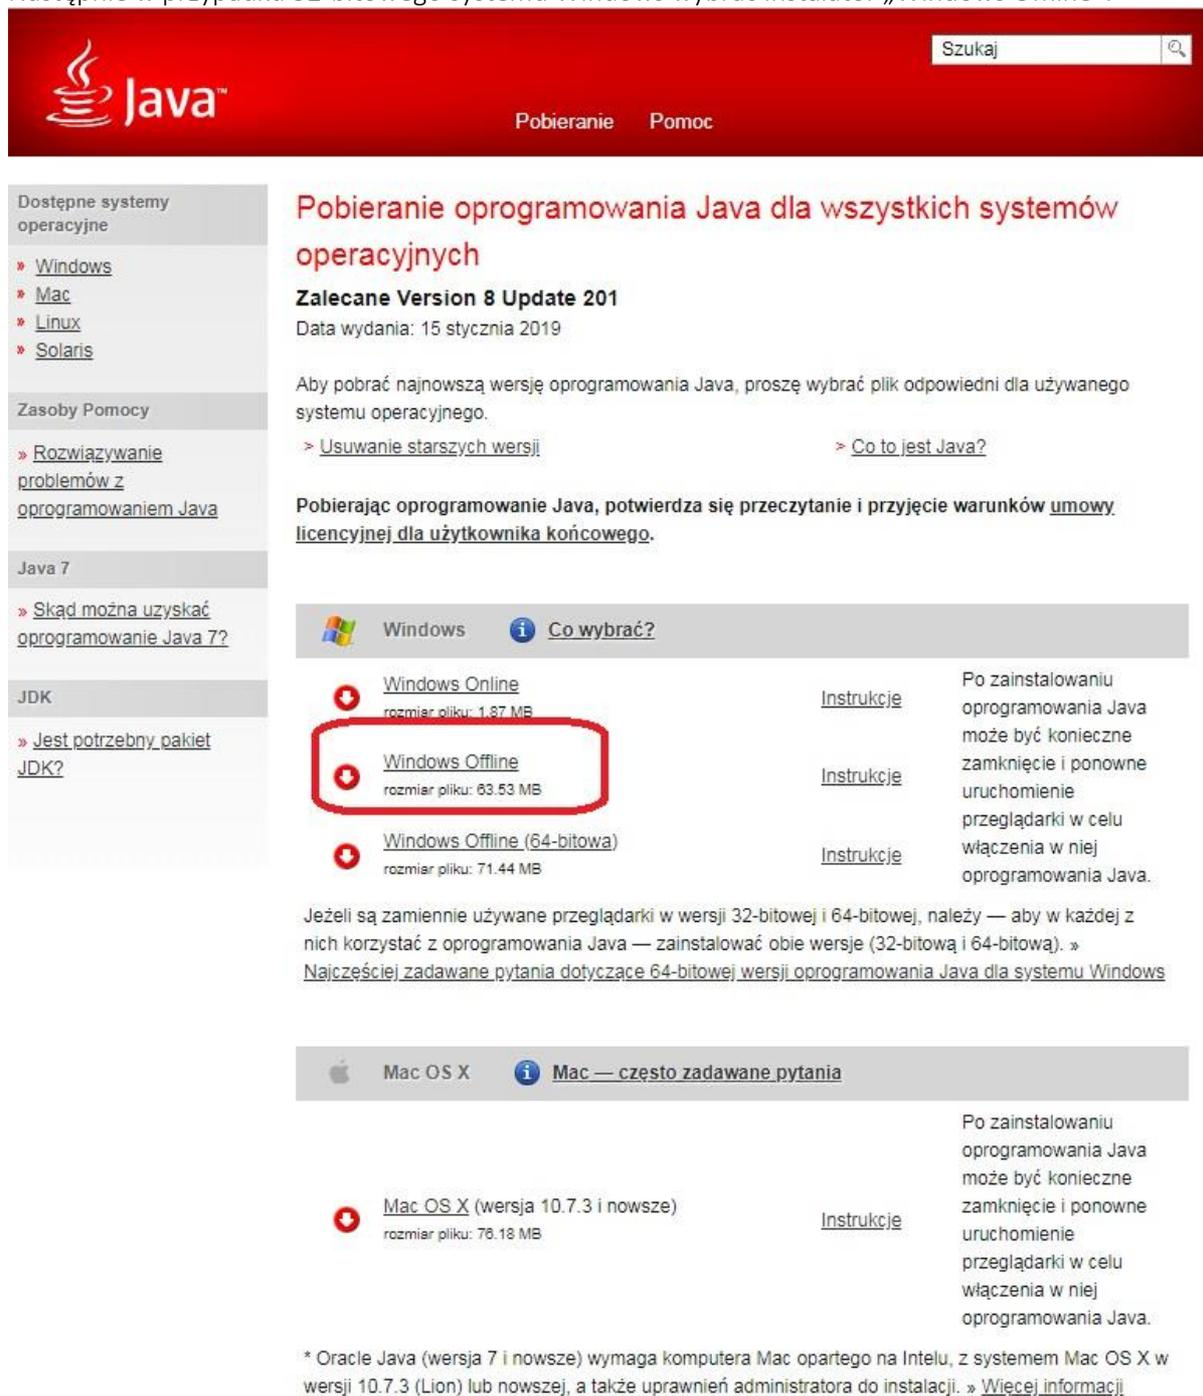 Następnie w przypadku 32-bitowego systemu Windows wybrać instalator „Windows Offline”.
Java™
Szukaj
Pobieranie Pomoc
Dostępne systemy
operacyjne
» Windows
» Mac
» Linux
» Solaris
Zasoby Pomocy
» Rozwiązywanie
problemów z
oprogramowaniem Java
Java 7
» Skąd można uzyskać
oprogramowanie Java 7?
JDK
» Jest potrzebny pakiet
JDK?
Pobieranie oprogramowania Java dla wszystkich systemów
operacyjnych
Zalecane Version 8 Update 201
Data wydania: 15 stycznia 2019
Aby pobrać najnowszą wersję oprogramowania Java, proszę wybrać plik odpowiedni dla używanego
systemu operacyjnego.
> Usuwanie starszych wersji > Co to jest Java?
Pobierając oprogramowanie Java, potwierdza się przeczytanie i przyjęcie warunków umowy
licencyjnej dla użytkownika końcowego.
Windows i Co wybrać?
Windows Online
rozmiar pliku: 1.87 MB
Instrukcje
Windows Offline
rozmiar pliku: 63.53 MB
Instrukcje
Windows Offline (64-bitowa)
rozmiar pliku: 71.44 MB
Instrukcje
Po zainstalowaniu
oprogramowania Java
może być konieczne
zamknięcie i ponowne
uruchomienie
przeglądarki w celu
włączenia w niej
oprogramowania Java.
Jeżeli są zamiennie używane przeglądarki w wersji 32-bitowej i 64-bitowej, należy — aby w każdej z
nich korzystać z oprogramowania Java — zainstalować obie wersje (32-bitową i 64-bitową). »
Najczęściej zadawane pytania dotyczące 64-bitowej wersji oprogramowania Java dla systemu Windows
Mac OS X i Mac — często zadawane pytania
Mac OS X (wersja 10.7.3 i nowsze)
rozmiar pliku: 76.18 MB
Instrukcje
Po zainstalowaniu
oprogramowania Java
może być konieczne
zamknięcie i ponowne
uruchomienie
przeglądarki w celu
włączenia w niej
oprogramowania Java.
* Oracle Java (wersja 7 i nowsze) wymaga komputera Mac opartego na Intelu, z systemem Mac OS X w
wersji 10.7.3 (Lion) lub nowszej, a także uprawnień administratora do instalacji. » Więcej informacji